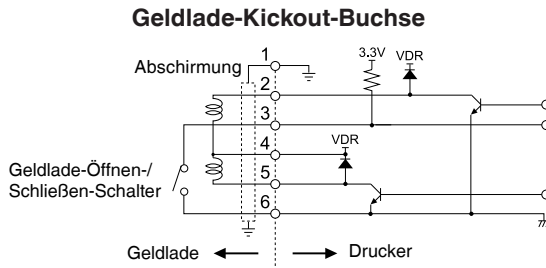 Geldlade-Kickout-Buchse
Abschirmung
1
2
3
4
5
6
3.3V
VDR
VDR
Geldlade-Öffnen-/
Schließen-Schalter
Geldlade
Drucker